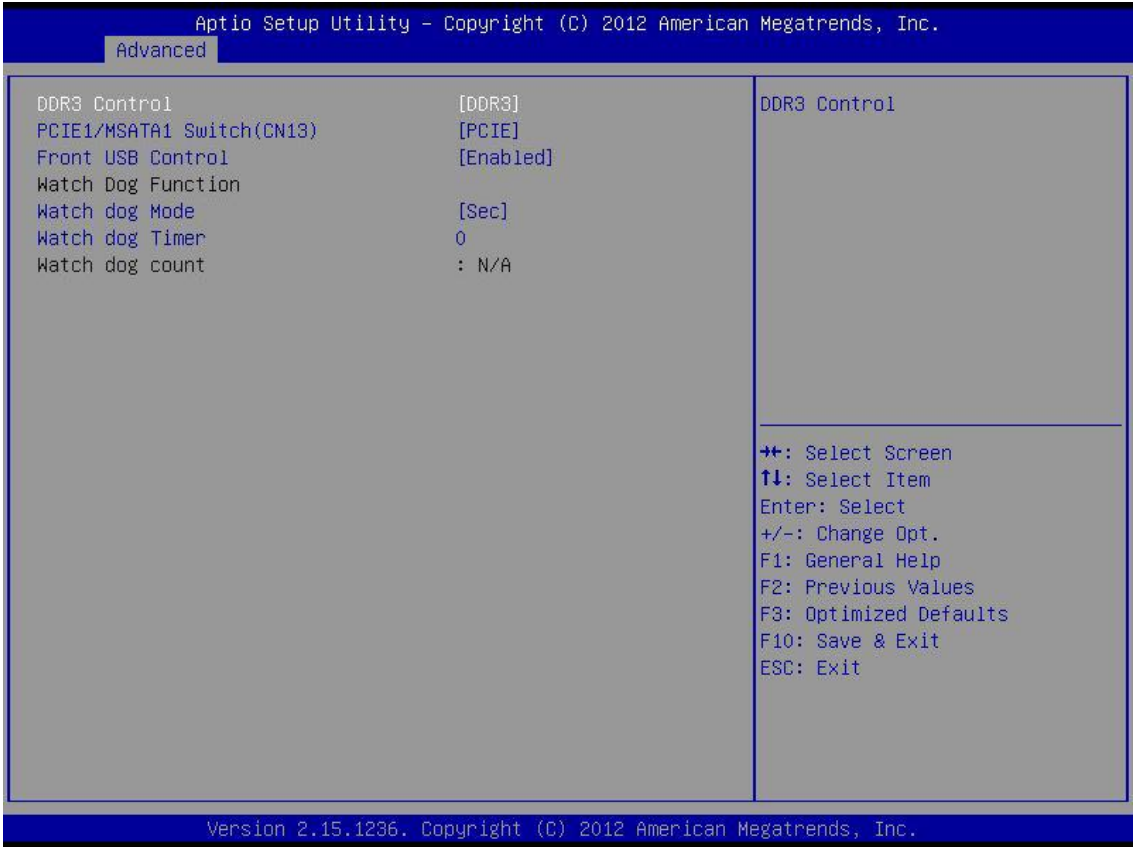 Aptio Setup Utility – Copyright (C) 2012 American Megatrends, Inc.
Advanced
DDR3 Control [DDR3]
PCIE1/MSATA1 Switch(CN13) [PCIE]
Front USB Control [Enabled]
Watch Dog Function
Watch dog Mode [Sec]
Watch dog Timer 0
Watch dog count : N/A
DDR3 Control
→←: Select Screen
↑↓: Select Item
Enter: Select
+/-: Change Opt.
F1: General Help
F2: Previous Values
F3: Optimized Defaults
F10: Save & Exit
ESC: Exit
Version 2.15.1236. Copyright (C) 2012 American Megatrends, Inc.